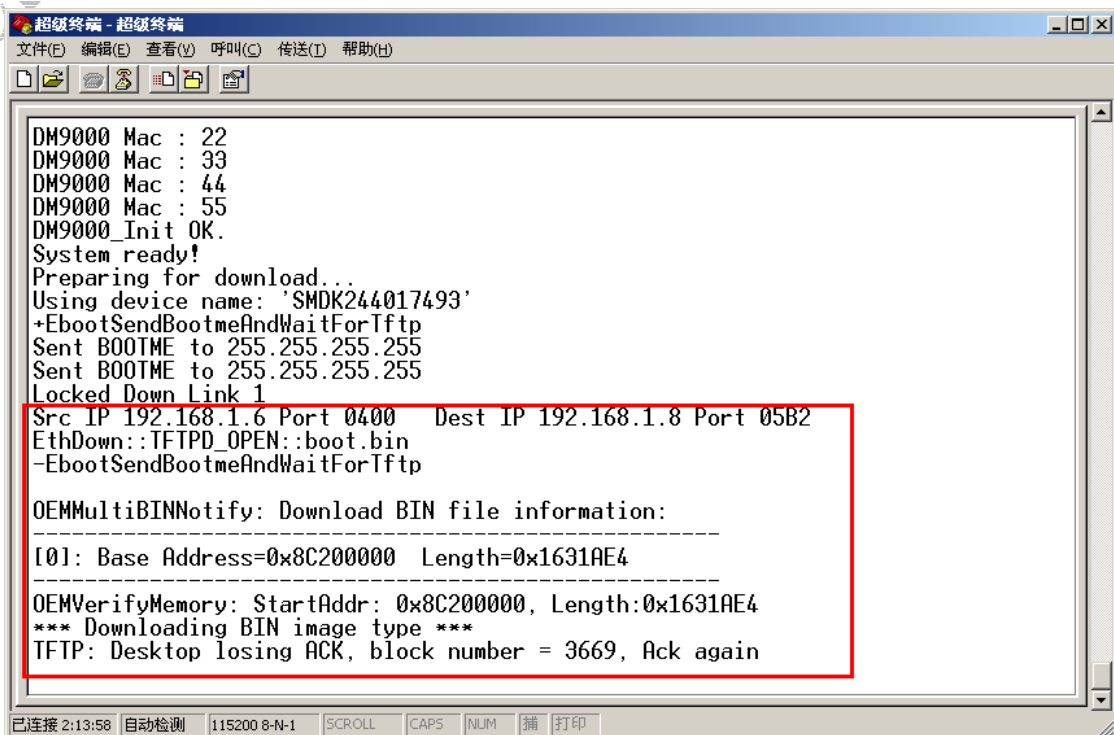 超级终端 - 超级终端
文件(F) 编辑(E) 查看(V) 呼叫(C) 传送(T) 帮助(H)
DM9000 Mac : 22
DM9000 Mac : 33
DM9000 Mac : 44
DM9000 Mac : 55
DM9000_Init OK.
System ready!
Preparing for download...
Using device name: 'SMDK244017493'
+EbootSendBootmeAndWaitForTftp
Sent BOOTME to 255.255.255.255
Sent BOOTME to 255.255.255.255
Locked Down Link 1
Src IP 192.168.1.6 Port 0400   Dest IP 192.168.1.8 Port 05B2
EthDown::TFTPD_OPEN::boot.bin
-EbootSendBootmeAndWaitForTftp
OEMMultiBINNotify: Download BIN file information:
-----------------------------------------------------
[0]: Base Address=0x8C200000  Length=0x1631AE4
-----------------------------------------------------
OEMVerifyMemory: StartAddr: 0x8C200000, Length:0x1631AE4
*** Downloading BIN image type ***
TFTP: Desktop losing ACK, block number = 3669, Ack again
已连接 2:13:58 自动检测 115200 8-N-1 SCROLL CAPS NUM 捕 打印